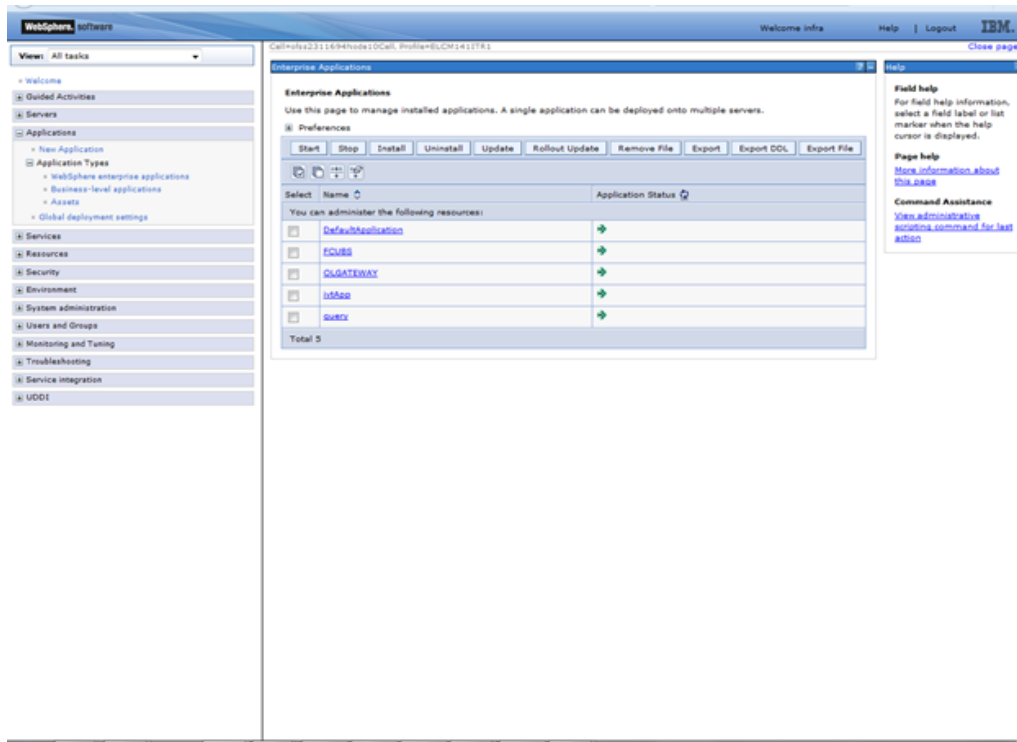 WebSphere. software
Welcome infra
Help | Logout
IBM.
View: All tasks
Cell=ofss2311694Node10Cell, Profile=ELCM141ITR1
Close page
Welcome
Guided Activities
Servers
Applications
New Application
Application Types
WebSphere enterprise applications
Business-level applications
Assets
Global deployment settings
Services
Resources
Security
Environment
System administration
Users and Groups
Monitoring and Tuning
Troubleshooting
Service integration
UDDI
Enterprise Applications
Enterprise Applications
Use this page to manage installed applications. A single application can be deployed onto multiple servers.
Preferences
Start Stop Install Uninstall Update Rollout Update Remove File Export Export DDL Export File
Select Name Application Status
You can administer the following resources:
DefaultApplication
FCUBS
OLGATEWAY
ivtApp
query
Total 5
Help
Field help
For field help information,
select a field label or list
marker when the help
cursor is displayed.
Page help
More information about
this page
Command Assistance
View administrative
scripting command for last
action